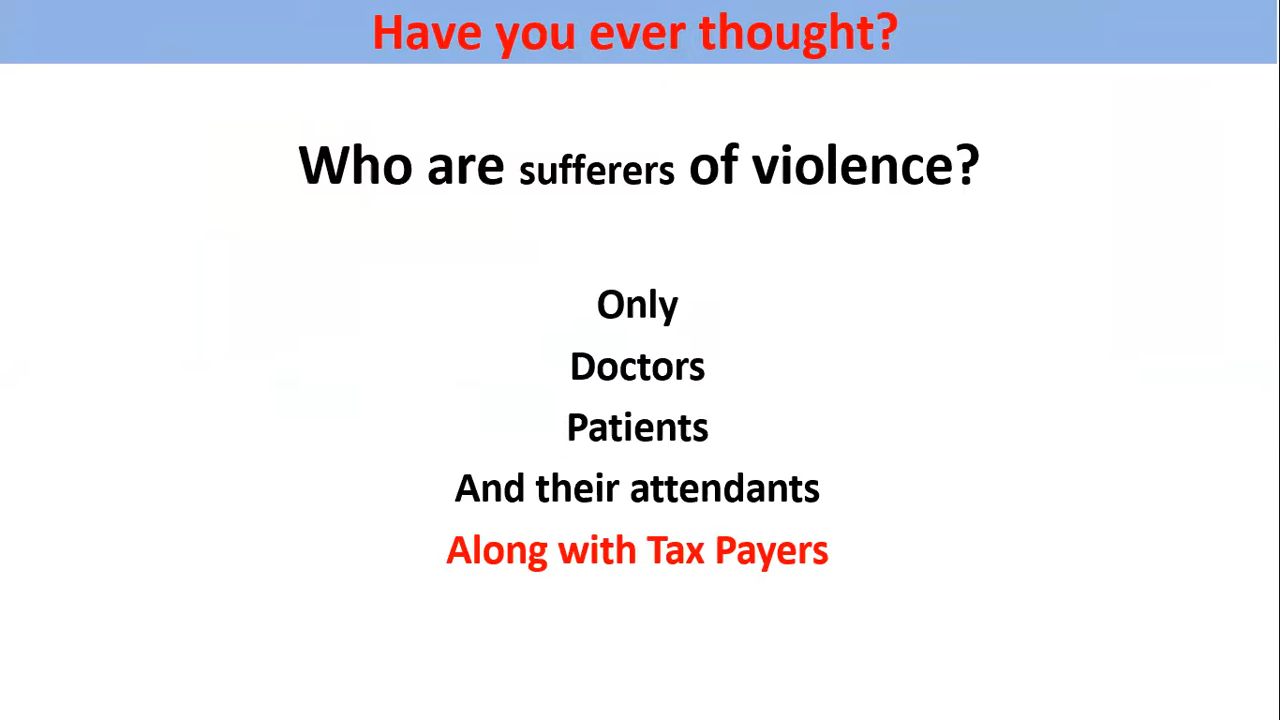 Have you ever thought?
Who are sufferers of violence?
Only
Doctors
Patients
And their attendants
Along with Tax Payers